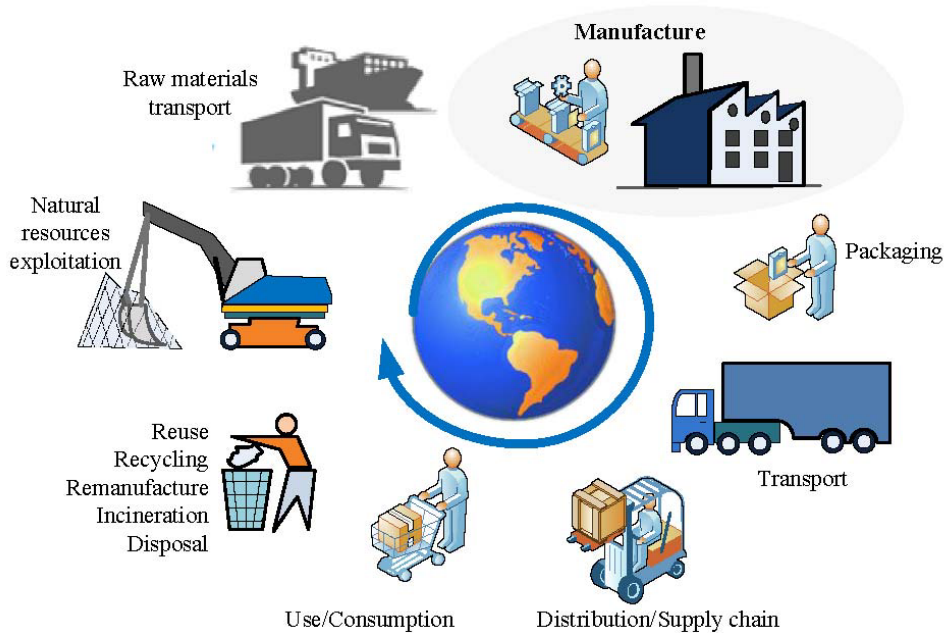 Manufacture
Raw materials
transport
Natural
resources
exploitation
Packaging
Reuse
Recycling
Remanufacture
Incineration
Disposal
Transport
Use/Consumption
Distribution/Supply chain